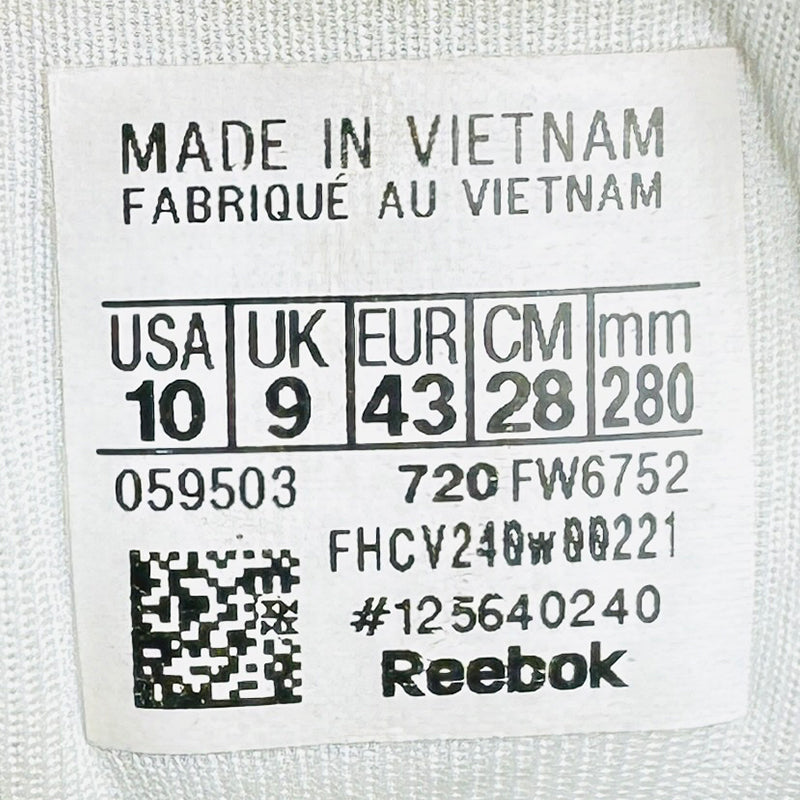 MADE IN VIETNAM
FABRIQUÉ AU VIETNAM
USA UK EUR CM mm
10 9 43 28 280
059503 720 FW6752
#125640240
Reebok